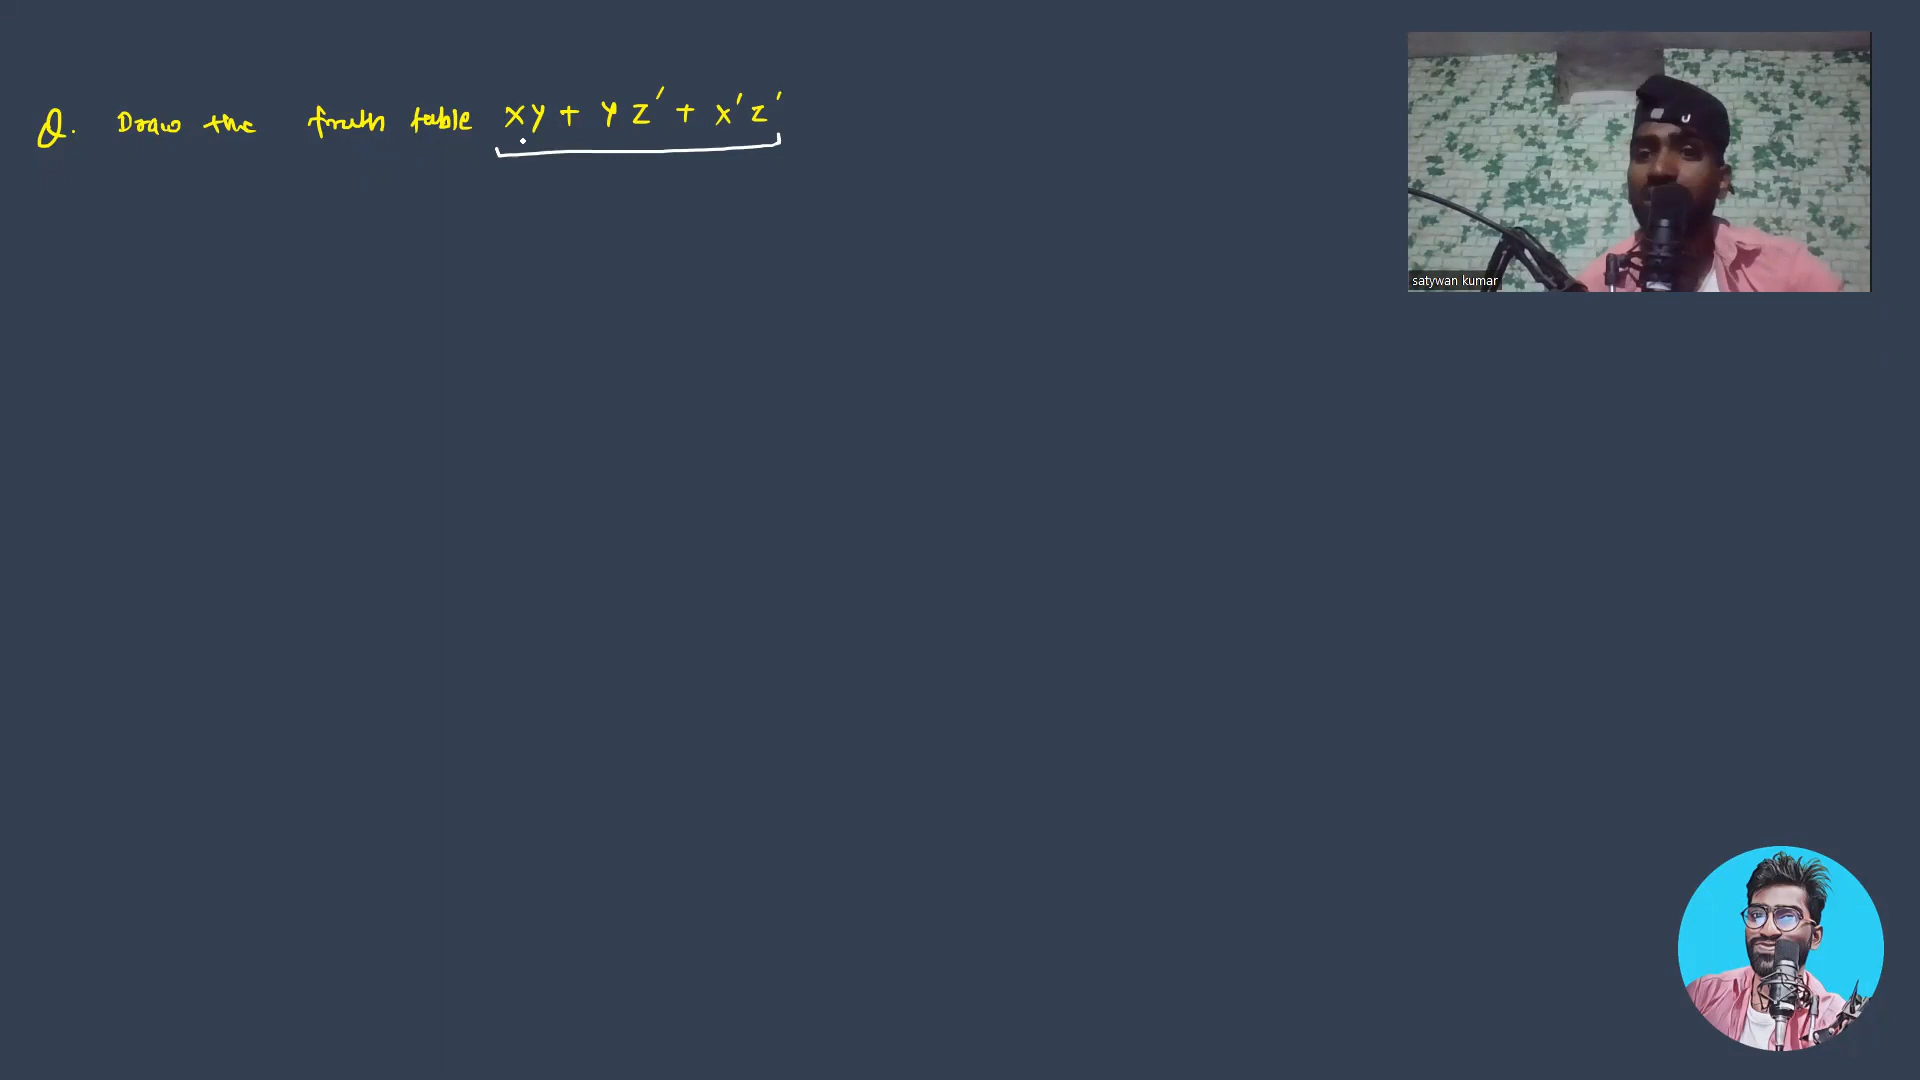 Q. Draw the truth table xy + yz' + x'z'
satywan kumar